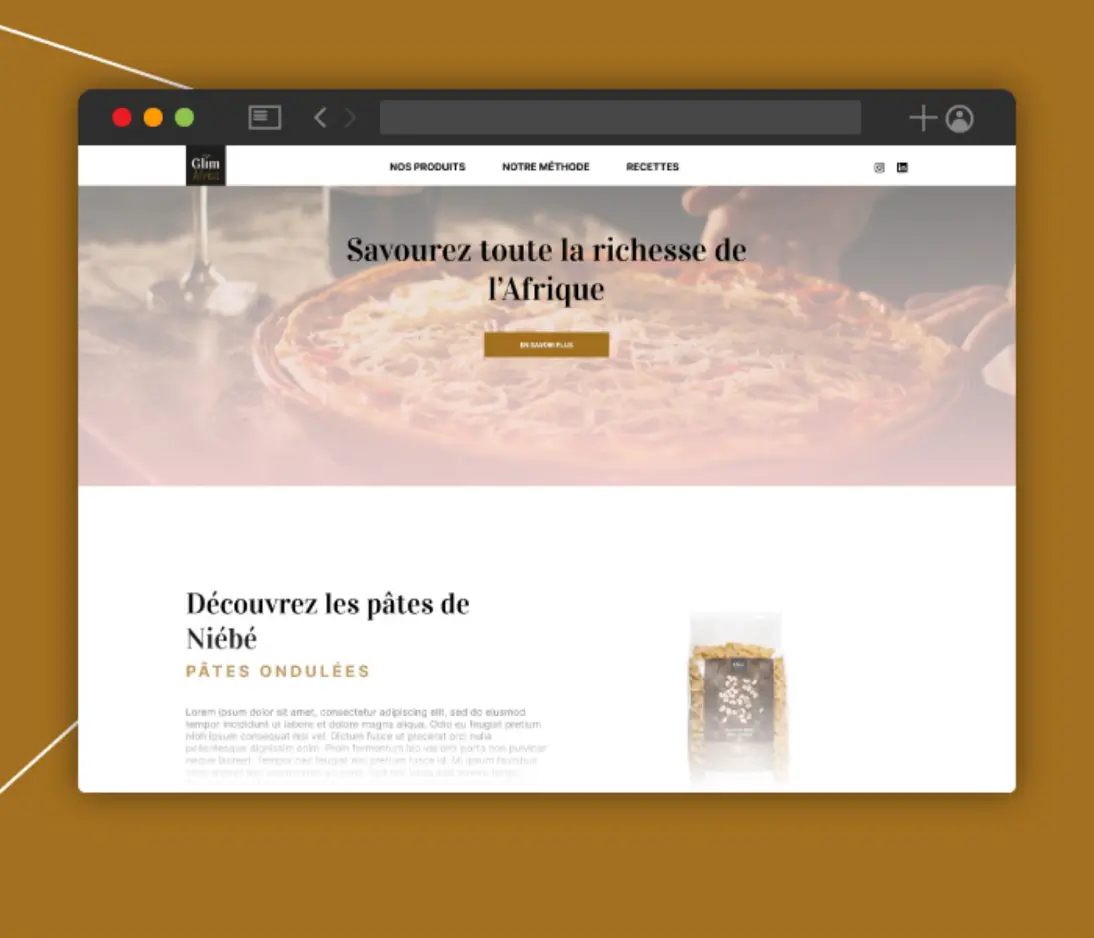 Glim
NOS PRODUITS
NOTRE MÉTHODE
RECETTES
Savourez toute la richesse de
l'Afrique
EN SAVOIR PLUS
Découvrez les pâtes de
Niébé
PÂTES ONDULÉES
Lorem ipsum dolor sit amet, consectetur adipiscing elit, sed do eiusmod
tempor incididunt ut labore et dolore magna aliqua. Odio eu feugiat pretium
nibh ipsum consequat nisl vel. Dictum fusce ut placerat orci nulla
pellentesque dignissim enim. Proin fermentum leo vel orci porta non pulvinar
neque laoreet. Tempor nec feugiat nisl pretium fusce id. Mi ipsum faucibus